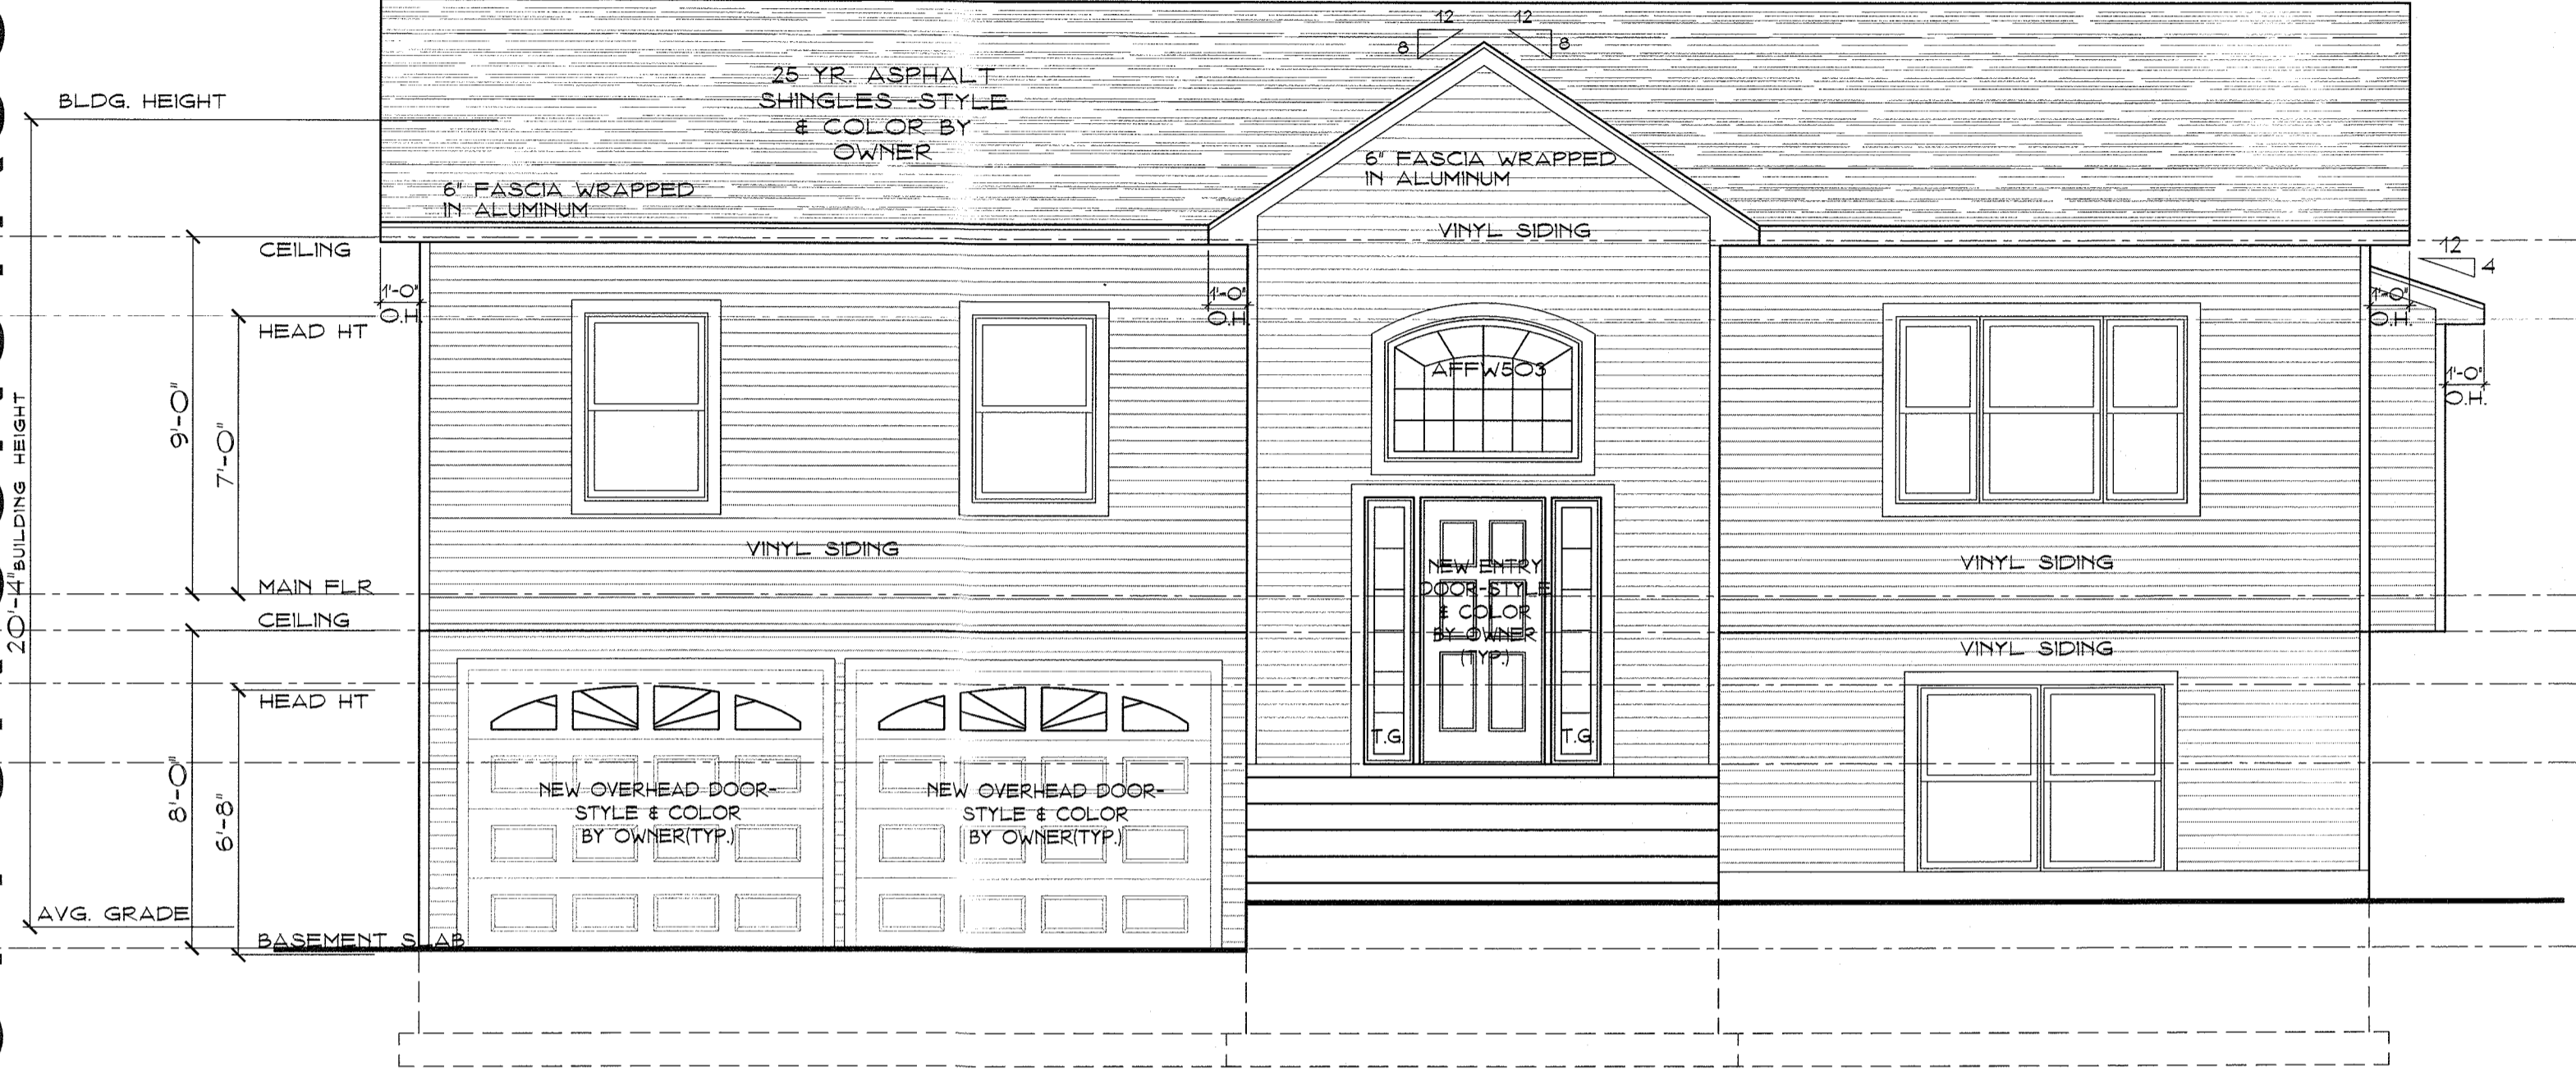 12 12
8 8
25 YR. ASPHALT
SHINGLES -STYLE
& COLOR BY
OWNER
BLDG. HEIGHT
6" FASCIA WRAPPED
IN ALUMINUM
6" FASCIA WRAPPED
IN ALUMINUM
VINYL SIDING
CEILING
12
4
1'-0"
O.H.
1'-0"
O.H.
1'-0"
O.H.
1'-0"
O.H.
HEAD HT
AFFW503
9'-0"
7'-0"
20'-4" BUILDING HEIGHT
VINYL SIDING
VINYL SIDING
MAIN FLR
CEILING
NEW ENTRY
DOOR-STYLE
& COLOR
BY OWNER
(TYP.)
VINYL SIDING
HEAD HT
T.G.
T.G.
8'-0"
6'-8"
NEW OVERHEAD DOOR-
STYLE & COLOR
BY OWNER(TYP.)
NEW OVERHEAD DOOR-
STYLE & COLOR
BY OWNER(TYP.)
AVG. GRADE
BASEMENT SLAB